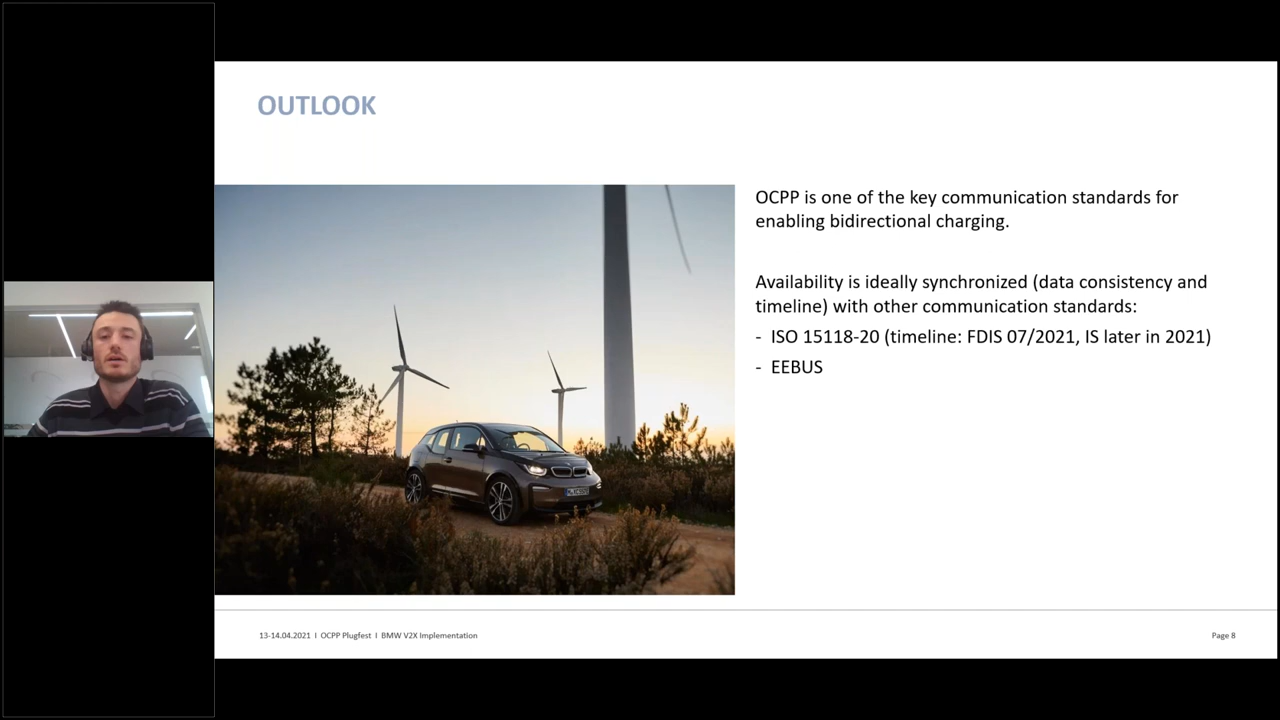 OUTLOOK
OCPP is one of the key communication standards for
enabling bidirectional charging.
Availability is ideally synchronized (data consistency and
timeline) with other communication standards:
- ISO 15118-20 (timeline: FDIS 07/2021, IS later in 2021)
- EEBUS
13-14.04.2021 I OCPP Plugfest I BMW V2X Implementation
Page 8